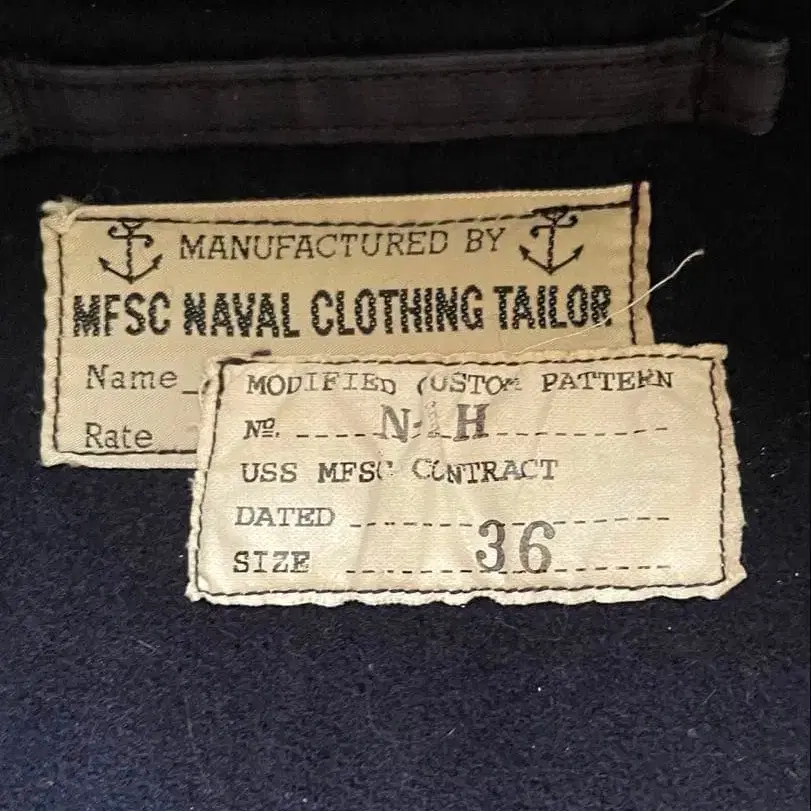 MANUFACTURED BY
MFSC NAVAL CLOTHING TAILOR
Name
Rate
MODIFIED CUSTOM PATTERN
No. N-1H
USS MFSC CONTRACT
DATED
SIZE 36